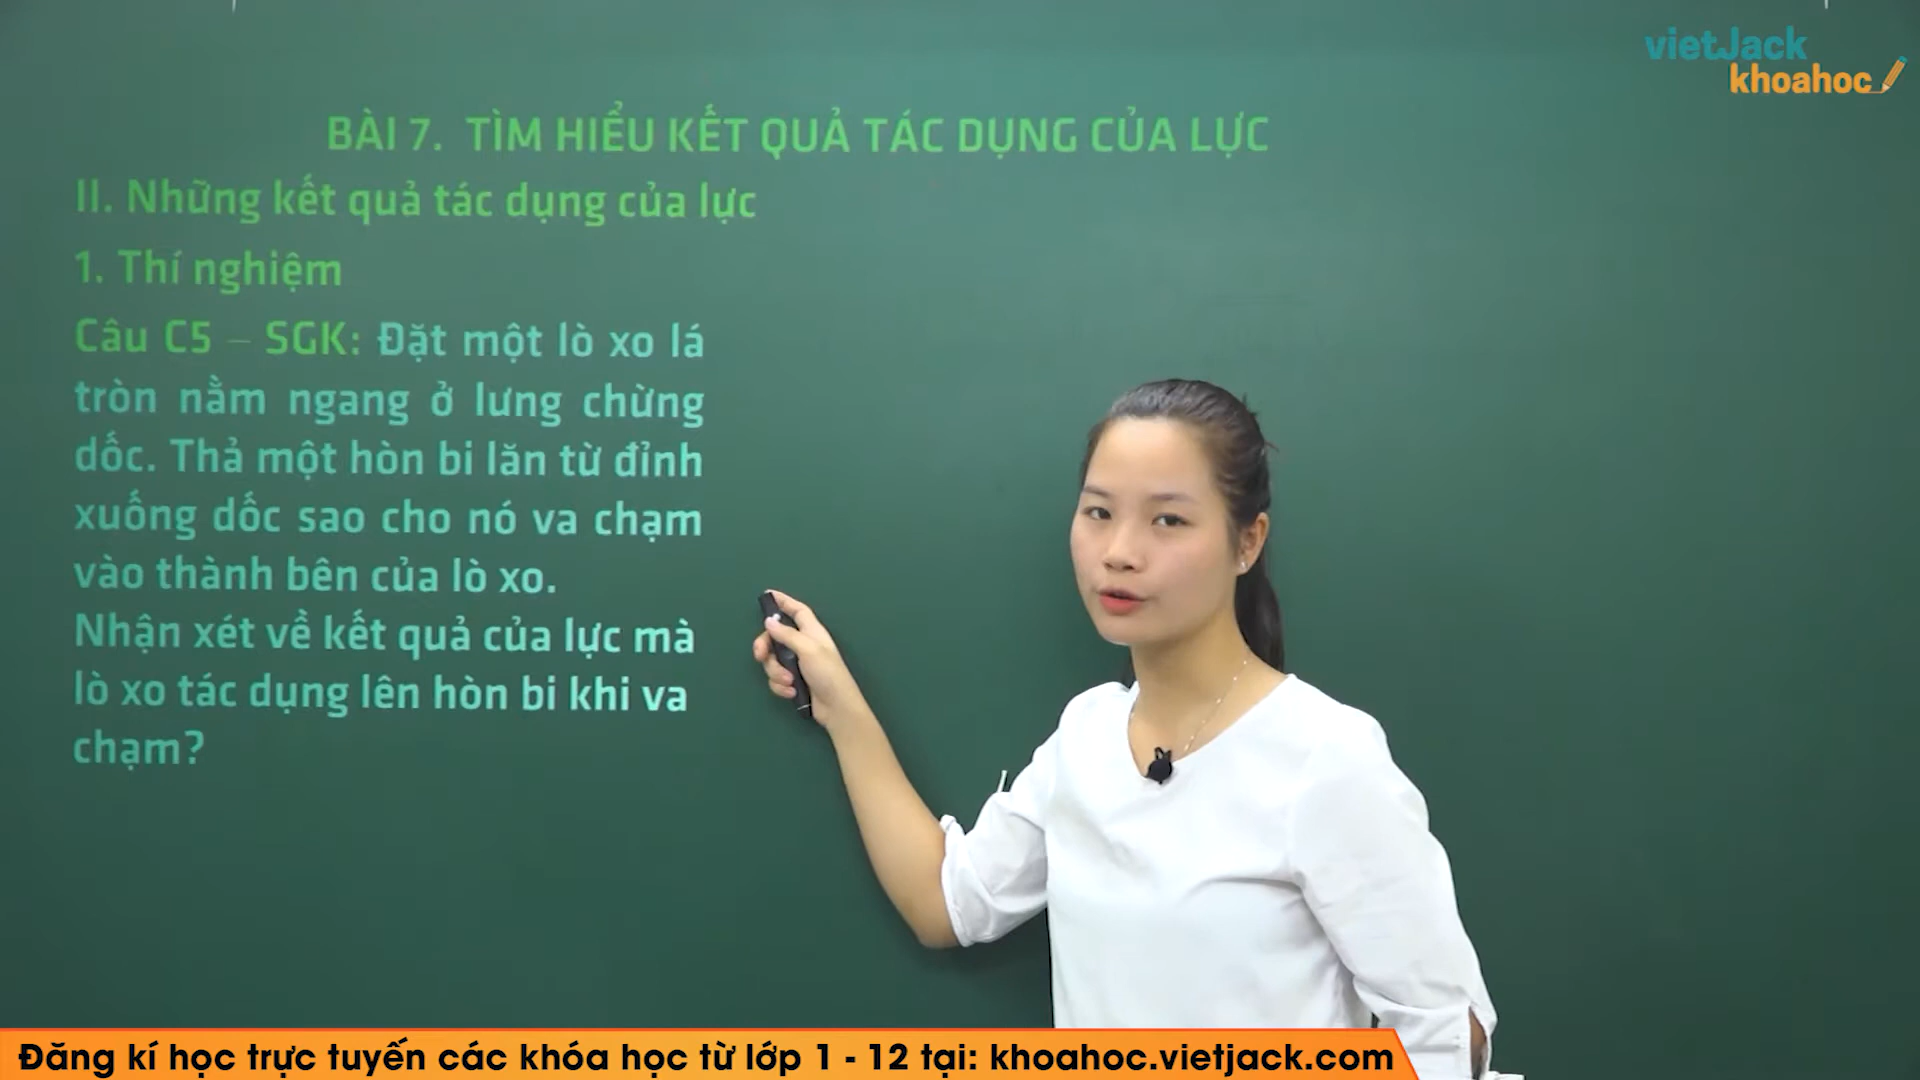 vietJack
khoahoc
BÀI 7. TÌM HIỂU KẾT QUẢ TÁC DỤNG CỦA LỰC
II. Những kết quả tác dụng của lực
1. Thí nghiệm
Câu C5 – SGK: Đặt một lò xo lá
tròn nằm ngang ở lưng chừng
dốc. Thả một hòn bi lăn từ đỉnh
xuống dốc sao cho nó va chạm
vào thành bên của lò xo.
Nhận xét về kết quả của lực mà
lò xo tác dụng lên hòn bi khi va
chạm?
Đăng kí học trực tuyến các khóa học từ lớp 1 - 12 tại: khoahoc.vietjack.com